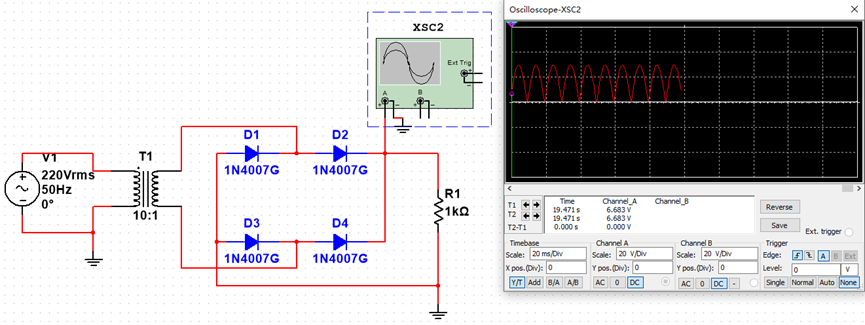 XSC2
Ext Trig
+
-
A
B
+ - + -
V1
220Vrms
50Hz
0°
T1
10:1
D1
1N4007G
D2
1N4007G
D3
1N4007G
D4
1N4007G
R1
1kΩ
Oscilloscope-XSC2
T1
T2
T2-T1
Time Channel_A Channel_B
19.471 s 6.683 V
19.471 s 6.683 V
0.000 s 0.000 V
Reverse
Save
Ext. trigger
Timebase
Scale: 20 ms/Div
X pos.(Div): 0
Y/T Add B/A A/B
Channel A
Scale: 20 V/Div
Y pos.(Div): 0
AC 0 DC
Channel B
Scale: 20 V/Div
Y pos.(Div): 0
AC 0 DC -
Trigger
Edge: A B Ext
Level: 0 V
Single Normal Auto None